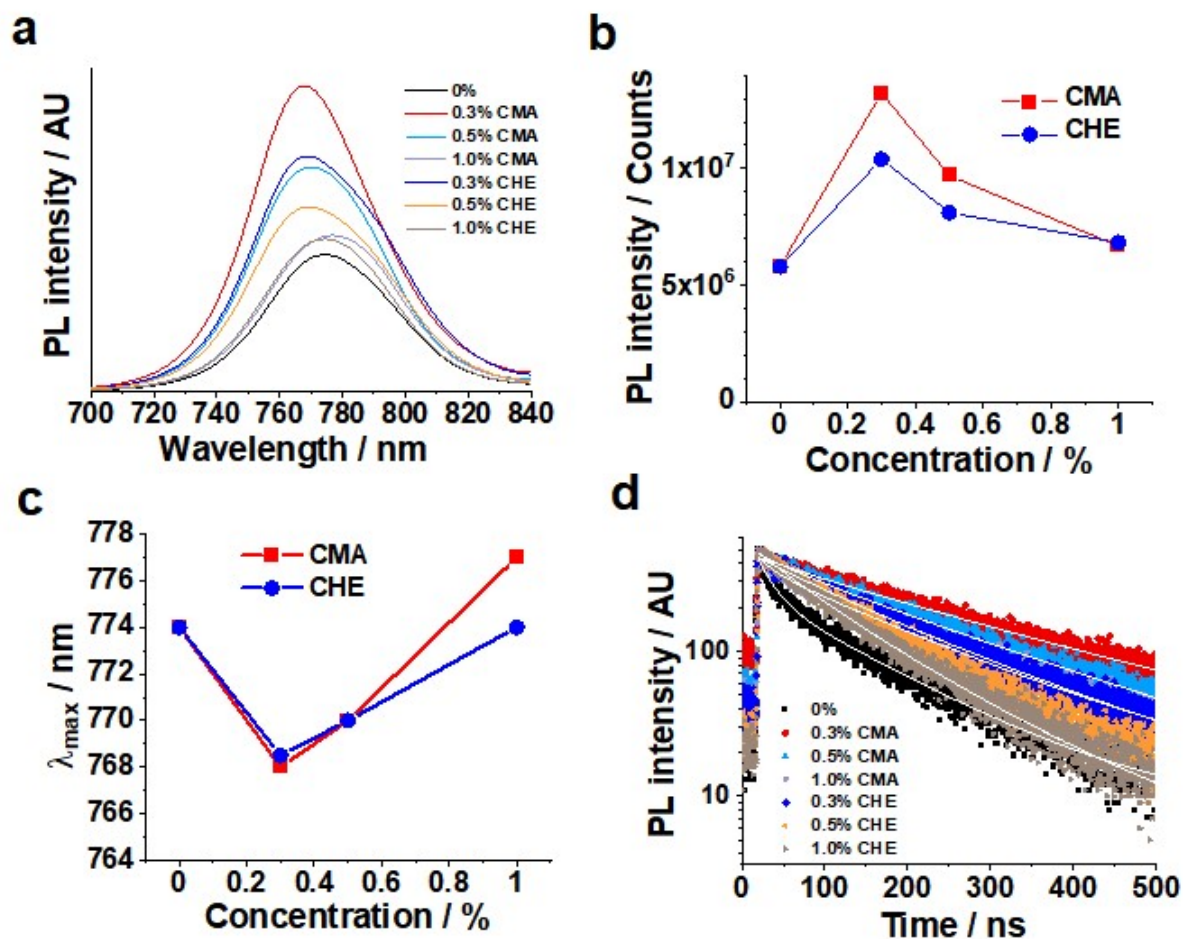 a
PL intensity / AU
0%
0.3% CMA
0.5% CMA
1.0% CMA
0.3% CHE
0.5% CHE
1.0% CHE
700 720 740 760 780 800 820 840
Wavelength / nm
b
PL intensity / Counts
CMA
CHE
1x10⁷
5x10⁶
0
0 0.2 0.4 0.6 0.8 1
Concentration / %
c
λmax / nm
CMA
CHE
778
776
774
772
770
768
766
764
0 0.2 0.4 0.6 0.8 1
Concentration / %
d
PL intensity / AU
100
10
0%
0.3% CMA
0.5% CMA
1.0% CMA
0.3% CHE
0.5% CHE
1.0% CHE
0 100 200 300 400 500
Time / ns